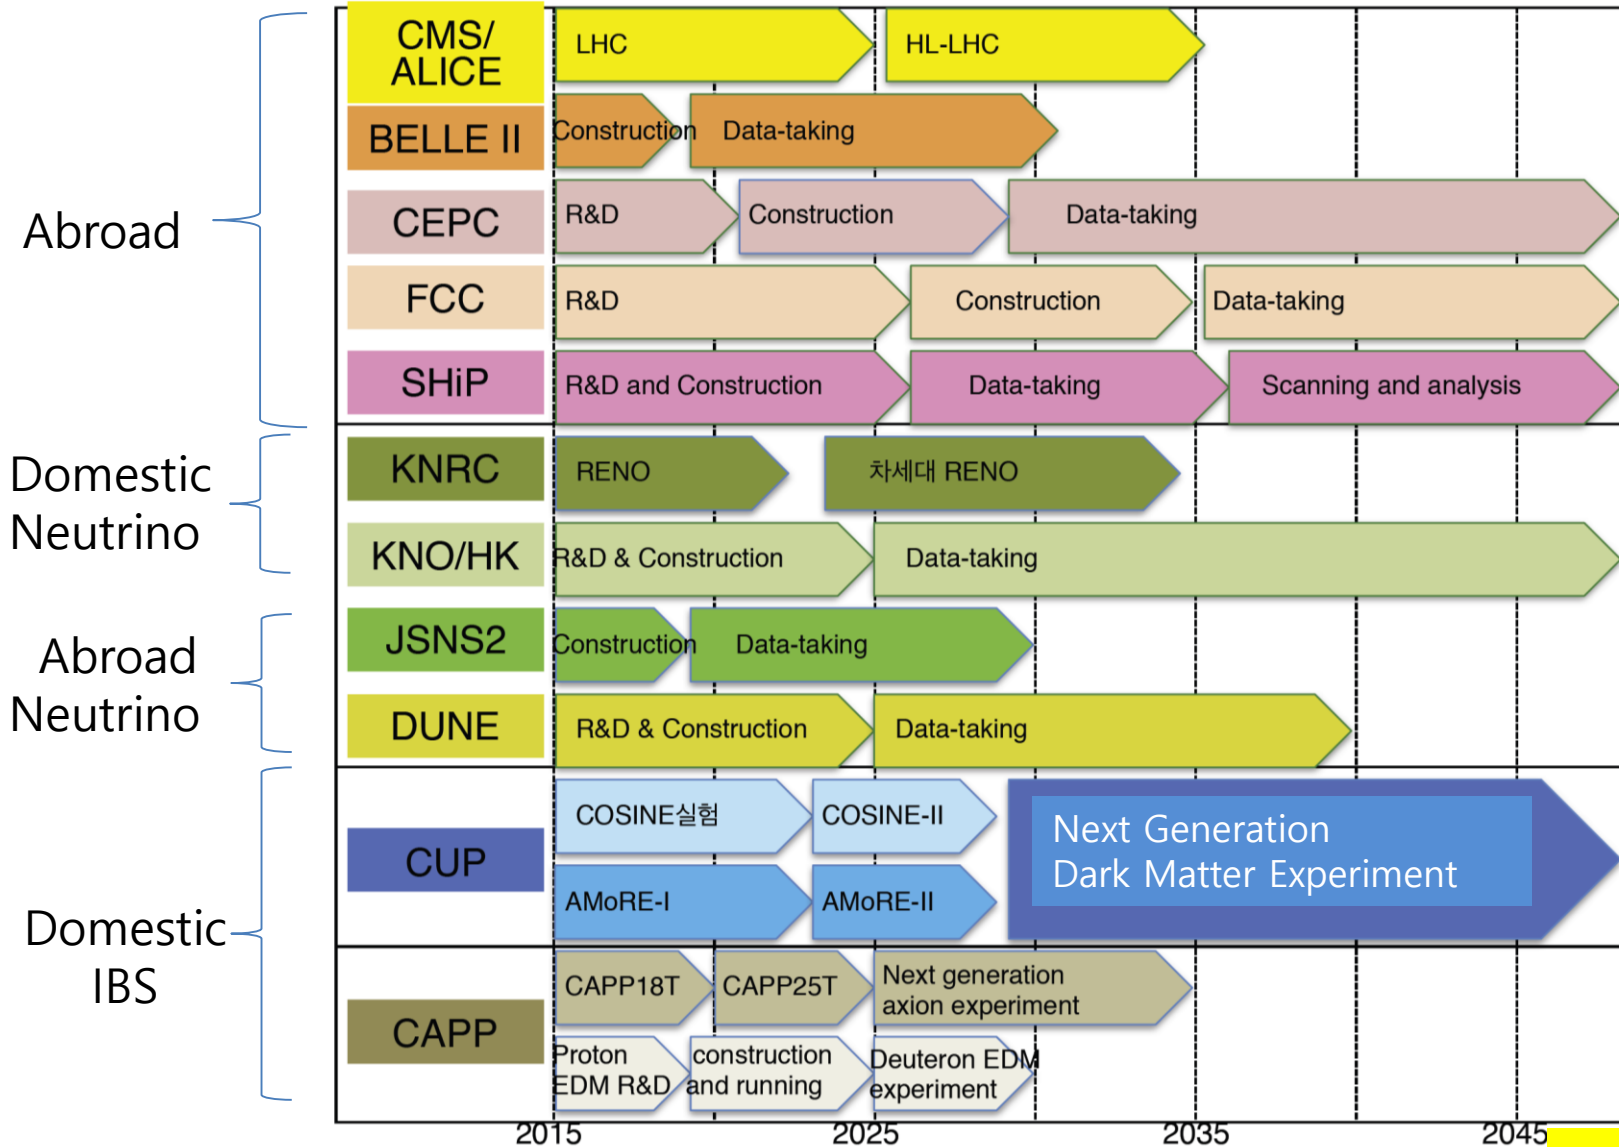 Abroad
CMS/
ALICE
LHC
HL-LHC
BELLE II
Construction
Data-taking
CEPC
R&D
Construction
Data-taking
FCC
R&D
Construction
Data-taking
SHiP
R&D and Construction
Data-taking
Scanning and analysis
Domestic
Neutrino
KNRC
RENO
차세대 RENO
KNO/HK
R&D & Construction
Data-taking
Abroad
Neutrino
JSNS2
Construction
Data-taking
DUNE
R&D & Construction
Data-taking
Domestic
IBS
CUP
COSINE실험
COSINE-II
AMoRE-I
AMoRE-II
Next Generation
Dark Matter Experiment
CAPP
CAPP18T
CAPP25T
Next generation
axion experiment
Proton
EDM R&D
construction
and running
Deuteron EDM
experiment
2015
2025
2035
2045